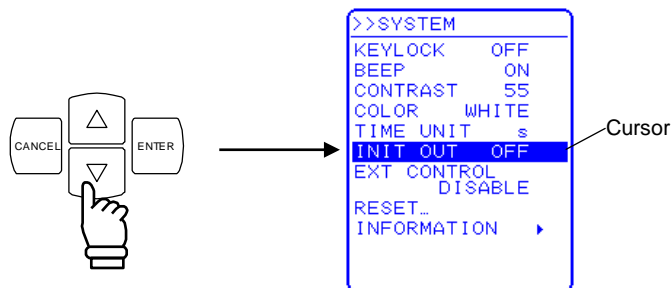 >>SYSTEM
KEYLOCK OFF
BEEP ON
CONTRAST 55
COLOR WHITE
TIME UNIT s
INIT OUT OFF
EXT CONTROL
DISABLE
RESET…
INFORMATION
CANCEL
ENTER
Cursor